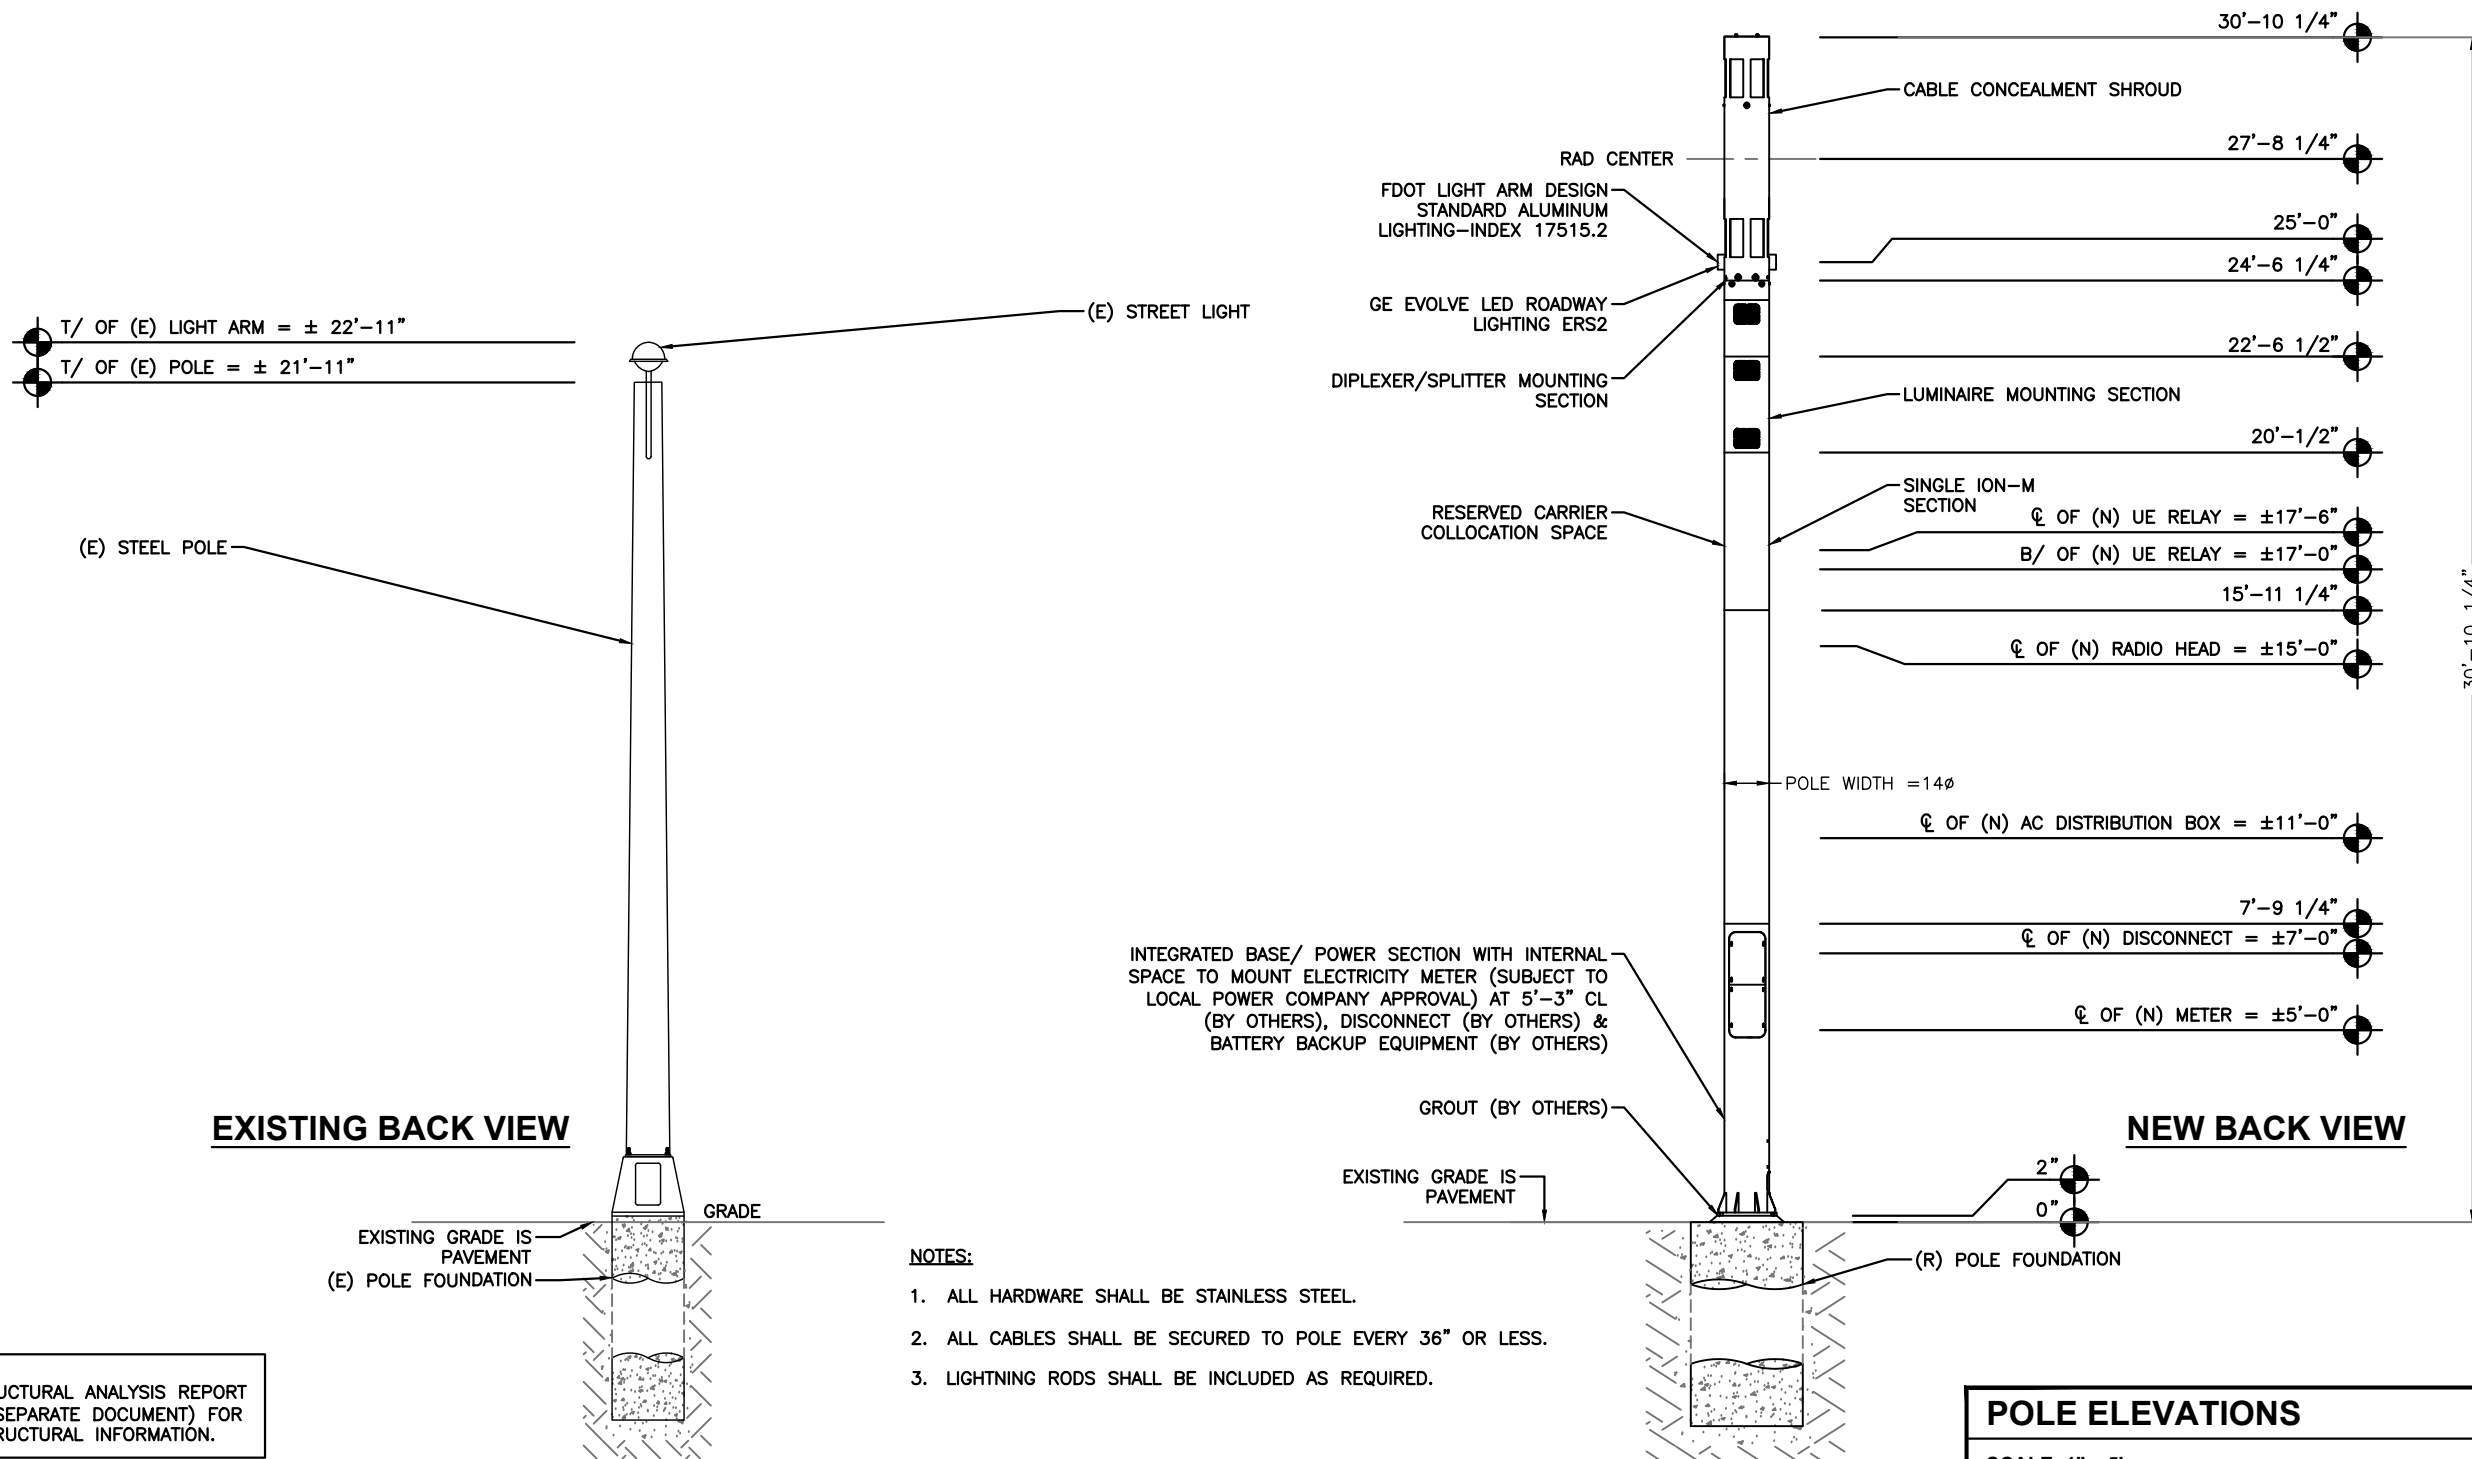 T/ OF (E) LIGHT ARM = ± 22'-11"
T/ OF (E) POLE = ± 21'-11"
(E) STREET LIGHT
(E) STEEL POLE
EXISTING BACK VIEW
GRADE
EXISTING GRADE IS
PAVEMENT
(E) POLE FOUNDATION
ANALYSIS REPORT
DOCUMENT) FOR
INFORMATION.
NOTES:
1. ALL HARDWARE SHALL BE STAINLESS STEEL.
2. ALL CABLES SHALL BE SECURED TO POLE EVERY 36" OR LESS.
3. LIGHTNING RODS SHALL BE INCLUDED AS REQUIRED.
RAD CENTER
FDOT LIGHT ARM DESIGN
STANDARD ALUMINUM
LIGHTING-INDEX 17515.2
GE EVOLVE LED ROADWAY
LIGHTING ERS2
DIPLEXER/SPLITTER MOUNTING
SECTION
RESERVED CARRIER
COLLOCATION SPACE
INTEGRATED BASE/ POWER SECTION WITH INTERNAL
SPACE TO MOUNT ELECTRICITY METER (SUBJECT TO
LOCAL POWER COMPANY APPROVAL) AT 5'-3" CL
(BY OTHERS), DISCONNECT (BY OTHERS) &
BATTERY BACKUP EQUIPMENT (BY OTHERS)
GROUT (BY OTHERS)
EXISTING GRADE IS
PAVEMENT
30'-10 1/4"
CABLE CONCEALMENT SHROUD
27'-8 1/4"
25'-0"
24'-6 1/4"
22'-6 1/2"
LUMINAIRE MOUNTING SECTION
20'-1/2"
SINGLE ION-M
SECTION
℄ OF (N) UE RELAY = ±17'-6"
B/ OF (N) UE RELAY = ±17'-0"
15'-11 1/4"
℄ OF (N) RADIO HEAD = ±15'-0"
POLE WIDTH =14ø
℄ OF (N) AC DISTRIBUTION BOX = ±11'-0"
7'-9 1/4"
℄ OF (N) DISCONNECT = ±7'-0"
℄ OF (N) METER = ±5'-0"
30'-10 1/4"
NEW BACK VIEW
2"
0"
(R) POLE FOUNDATION
POLE ELEVATIONS